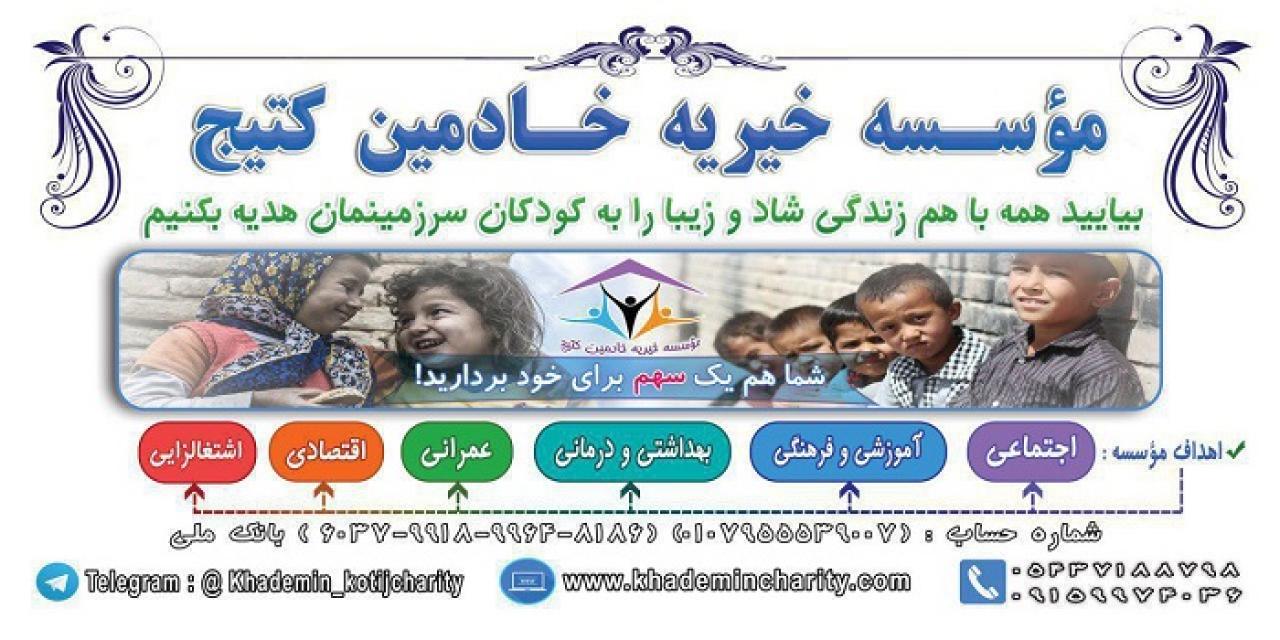 مؤسسه خیریه خادمین کتیج
بیایید همه با هم زندگی شاد و زیبا را به کودکان سرزمینمان هدیه بکنیم
مؤسسه خیریه خادمین کتیج
شما هم یک سهم برای خود بردارید!
✓ اهداف مؤسسه : اجتماعی آموزشی و فرهنگی بهداشتی و درمانی عمرانی اقتصادی اشتغالزایی
شماره حساب : (۰۱۰۷۹۵۵۵۳۹۰۰۷) (۶۰۳۷-۹۹۱۸-۹۹۶۴-۸۱۸۶) بانک ملی
۰۵۴۳۷۱۸۸۷۹۸
۰۹۱۵۹۹۷۴۰۳۶
www.khademincharity.com
Telegram : @ Khademin_kotijcharity